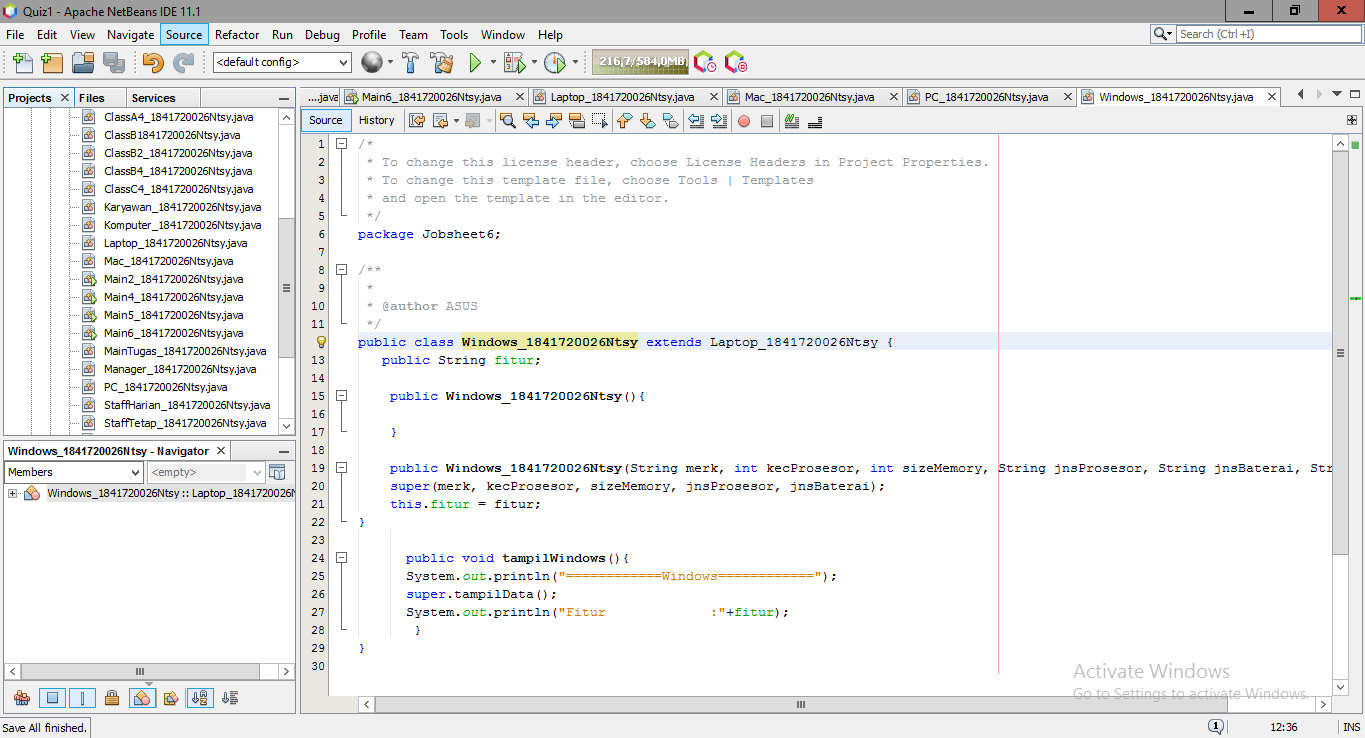 Quiz1 - Apache NetBeans IDE 11.1
File Edit View Navigate Source Refactor Run Debug Profile Team Tools Window Help
Search (Ctrl+I)
<default config>
216,7/584,0MB
Projects Files Services
ClassA4_1841720026Ntsy.java
ClassB1841720026Ntsy.java
ClassB2_1841720026Ntsy.java
ClassB4_1841720026Ntsy.java
ClassC4_1841720026Ntsy.java
Karyawan_1841720026Ntsy.java
Komputer_1841720026Ntsy.java
Laptop_1841720026Ntsy.java
Mac_1841720026Ntsy.java
Main2_1841720026Ntsy.java
Main4_1841720026Ntsy.java
Main5_1841720026Ntsy.java
Main6_1841720026Ntsy.java
MainTugas_1841720026Ntsy.java
Manager_1841720026Ntsy.java
PC_1841720026Ntsy.java
StaffHarian_1841720026Ntsy.java
StaffTetap_1841720026Ntsy.java
Windows_1841720026Ntsy - Navigator
Members <empty>
Windows_1841720026Ntsy :: Laptop_1841720026N
....java Main6_1841720026Ntsy.java Laptop_1841720026Ntsy.java Mac_1841720026Ntsy.java PC_1841720026Ntsy.java Windows_1841720026Ntsy.java
Source History
1 /*
2 * To change this license header, choose License Headers in Project Properties.
3 * To change this template file, choose Tools | Templates
4 * and open the template in the editor.
5 */
6 package Jobsheet6;
7
8 /**
9 *
10 * @author ASUS
11 */
public class Windows_1841720026Ntsy extends Laptop_1841720026Ntsy {
13 public String fitur;
14
15 public Windows_1841720026Ntsy(){
16
17 }
18
19 public Windows_1841720026Ntsy(String merk, int kecProsesor, int sizeMemory, String jnsProsesor, String jnsBaterai, Str
20 super(merk, kecProsesor, sizeMemory, jnsProsesor, jnsBaterai);
21 this.fitur = fitur;
22 }
23
24 public void tampilWindows(){
25 System.out.println("============Windows============");
26 super.tampilData();
27 System.out.println("Fitur             :"+fitur);
28 }
29 }
30
Activate Windows
Go to Settings to activate Windows.
Save All finished.
1
12:36
INS